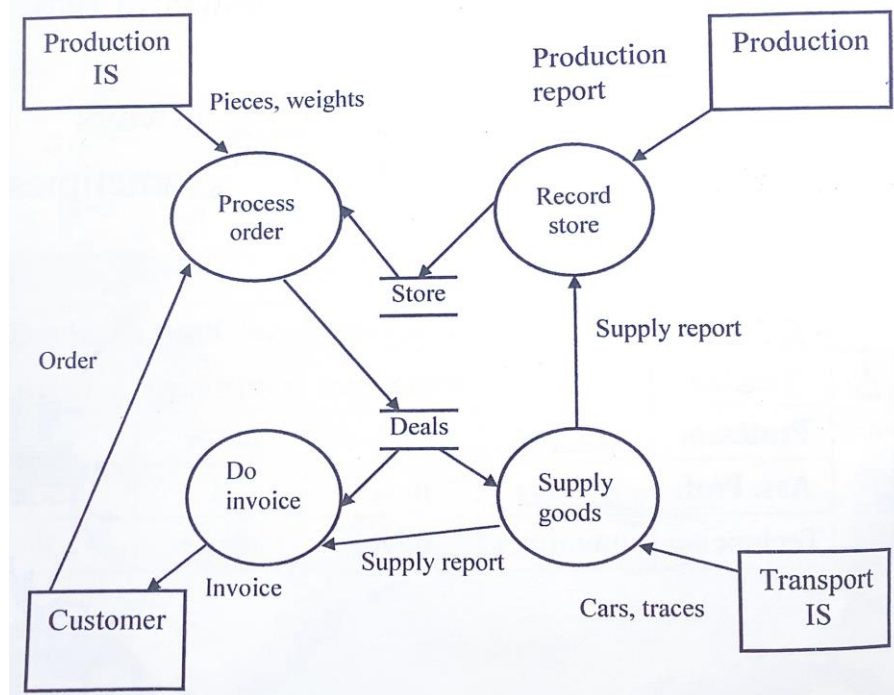 Production
IS
Production
Production
report
Pieces, weights
Process
order
Record
store
Store
Supply report
Order
Deals
Do
invoice
Supply
goods
Supply report
Invoice
Customer
Cars, traces
Transport
IS